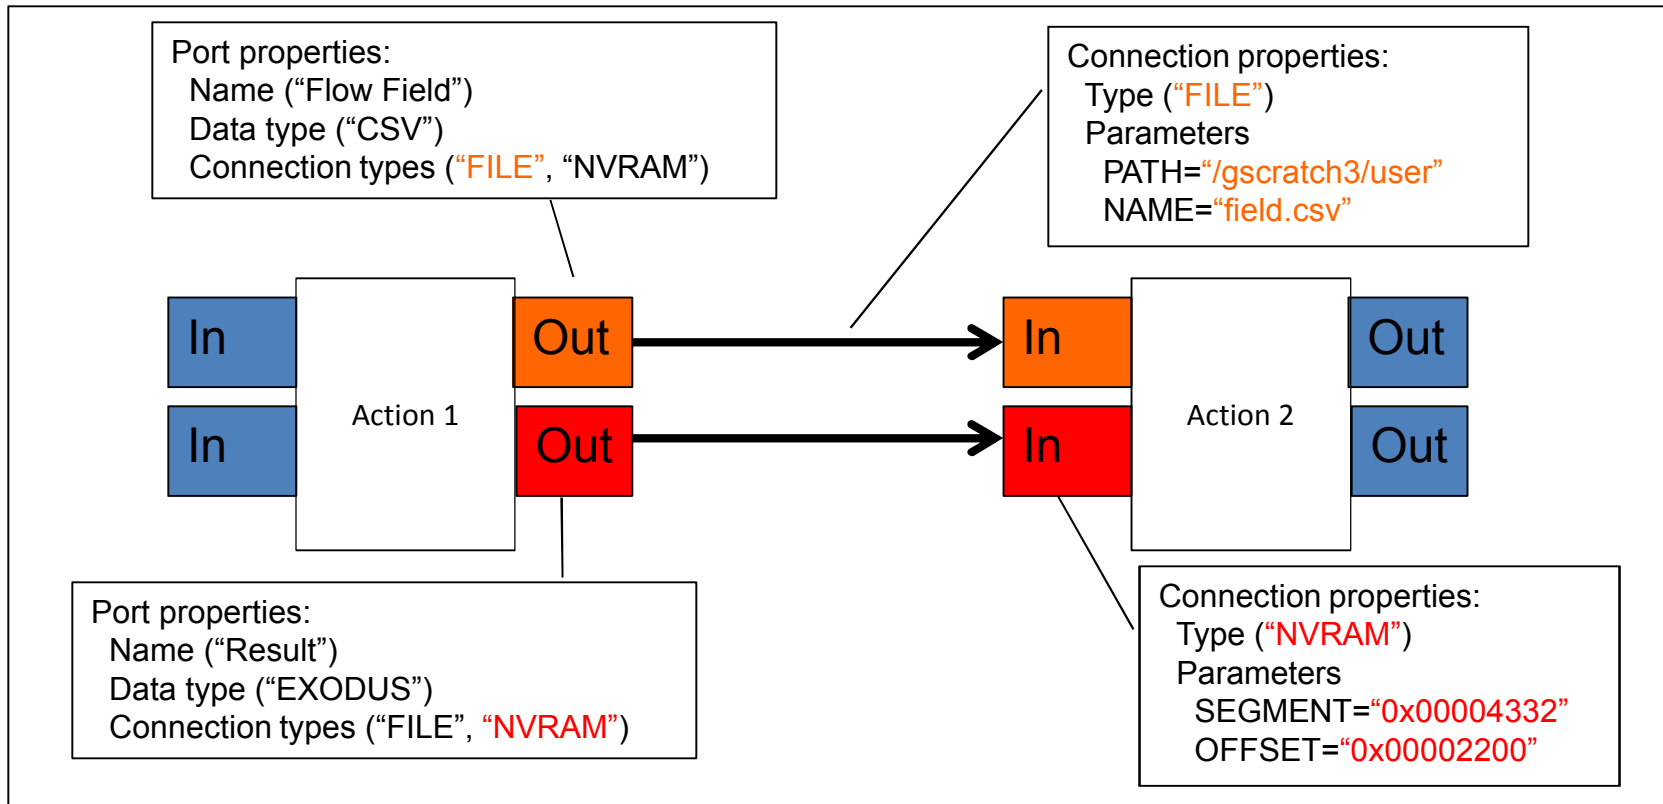 Port properties:
Name (“Flow Field”)
Data type (“CSV”)
Connection types (“FILE”, “NVRAM”)
Connection properties:
Type (“FILE”)
Parameters
PATH=“/gscratch3/user”
NAME=“field.csv”
In
Out
In
Out
Action 1
Action 2
In
Out
In
Out
Port properties:
Name (“Result”)
Data type (“EXODUS”)
Connection types (“FILE”, “NVRAM”)
Connection properties:
Type (“NVRAM”)
Parameters
SEGMENT=“0x00004332”
OFFSET=“0x00002200”